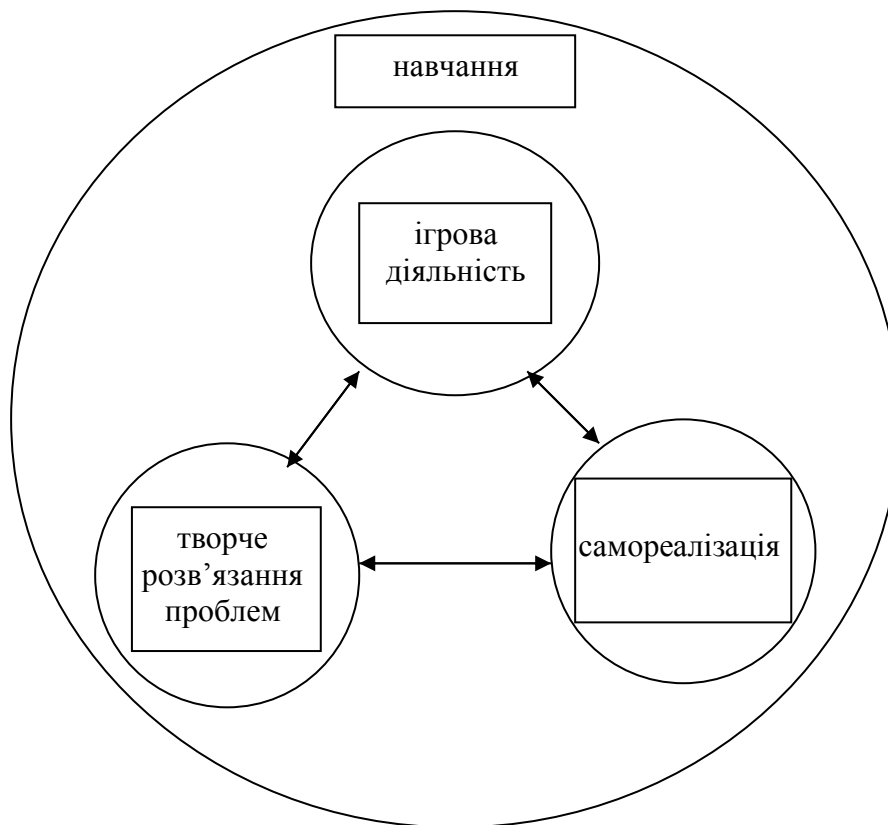 навчання
ігрова
діяльність
творче
розв’язання
проблем
самореалізація